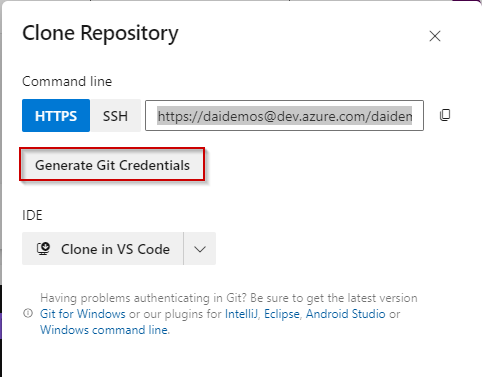 Clone Repository
Command line
HTTPS SSH https://daidemos@dev.azure.com/daidem
Generate Git Credentials
IDE
Clone in VS Code
Having problems authenticating in Git? Be sure to get the latest version
Git for Windows or our plugins for IntelliJ, Eclipse, Android Studio or
Windows command line.